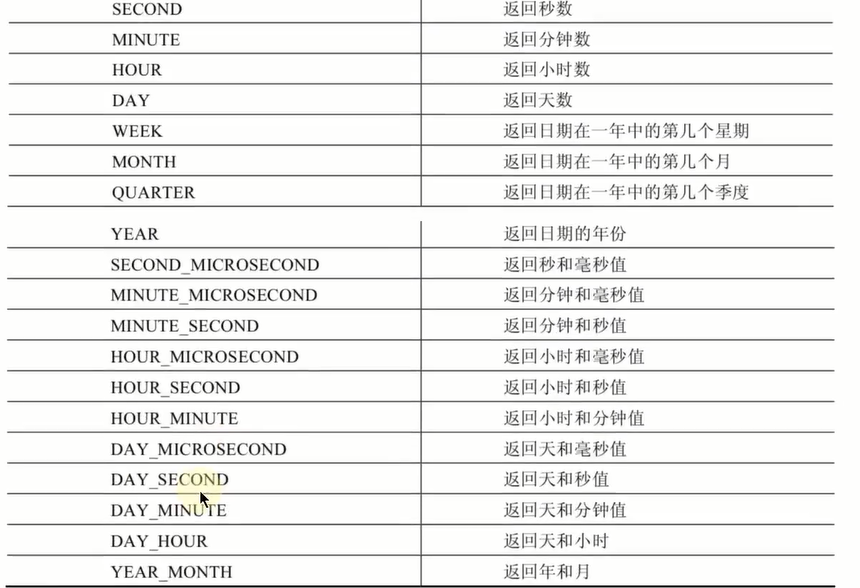 SECOND 返回秒数
MINUTE 返回分钟数
HOUR 返回小时数
DAY 返回天数
WEEK 返回日期在一年中的第几个星期
MONTH 返回日期在一年中的第几个月
QUARTER 返回日期在一年中的第几个季度
YEAR 返回日期的年份
SECOND_MICROSECOND 返回秒和毫秒值
MINUTE_MICROSECOND 返回分钟和毫秒值
MINUTE_SECOND 返回分钟和秒值
HOUR_MICROSECOND 返回小时和毫秒值
HOUR_SECOND 返回小时和秒值
HOUR_MINUTE 返回小时和分钟值
DAY_MICROSECOND 返回天和毫秒值
DAY_SECOND 返回天和秒值
DAY_MINUTE 返回天和分钟值
DAY_HOUR 返回天和小时
YEAR_MONTH 返回年和月